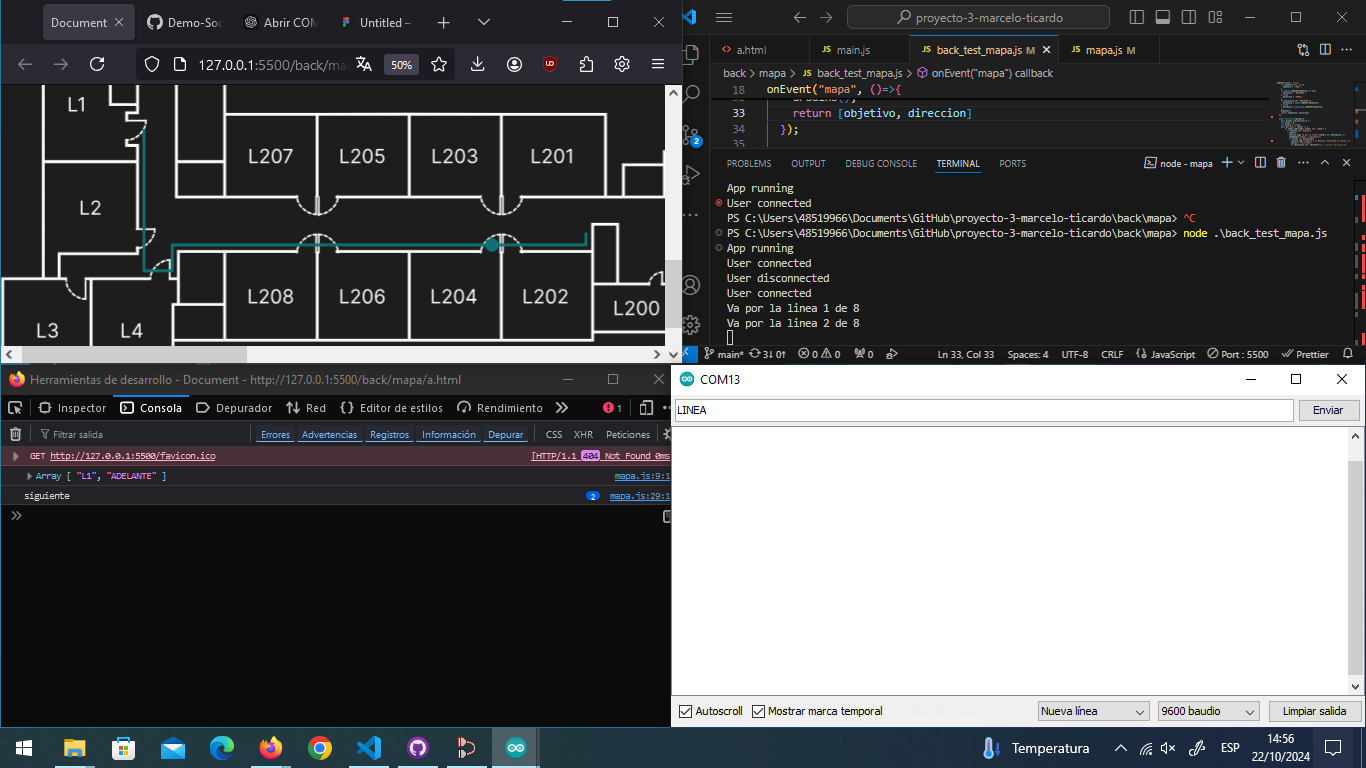 Document
Demo-Soc
Abrir COM
Untitled –
127.0.0.1:5500/back/ma
50%
L1
L207
L205
L203
L201
L2
L208
L206
L204
L202
L200
L3
L4
proyecto-3-marcelo-ticardo
a.html
main.js
back_test_mapa.js M
mapa.js M
back > mapa > back_test_mapa.js > onEvent("mapa") callback
18 onEvent("mapa", ()=>{
33 return [objetivo, direccion]
34 });
35
2
PROBLEMS
OUTPUT
DEBUG CONSOLE
TERMINAL
PORTS
node - mapa
App running
User connected
PS C:\Users\48519966\Documents\GitHub\proyecto-3-marcelo-ticardo\back\mapa> ^C
PS C:\Users\48519966\Documents\GitHub\proyecto-3-marcelo-ticardo\back\mapa> node .\back_test_mapa.js
App running
User connected
User disconnected
User connected
Va por la linea 1 de 8
Va por la linea 2 de 8
main*
3↓ 0↑
0
0
0
Ln 33, Col 33
Spaces: 4
UTF-8
CRLF
JavaScript
Port : 5500
Prettier
Herramientas de desarrollo - Document - http://127.0.0.1:5500/back/mapa/a.html
Inspector
Consola
Depurador
Red
Editor de estilos
Rendimiento
1
Filtrar salida
Errores
Advertencias
Registros
Información
Depurar
CSS
XHR
Peticiones
GET http://127.0.0.1:5500/favicon.ico
[HTTP/1.1 404 Not Found 0ms
Array [ "L1", "ADELANTE" ]
mapa.js:9:1
siguiente
2
mapa.js:29:1
COM13
LINEA
Enviar
Autoscroll
Mostrar marca temporal
Nueva línea
9600 baudio
Limpiar salida
Temperatura
ESP
14:56
22/10/2024